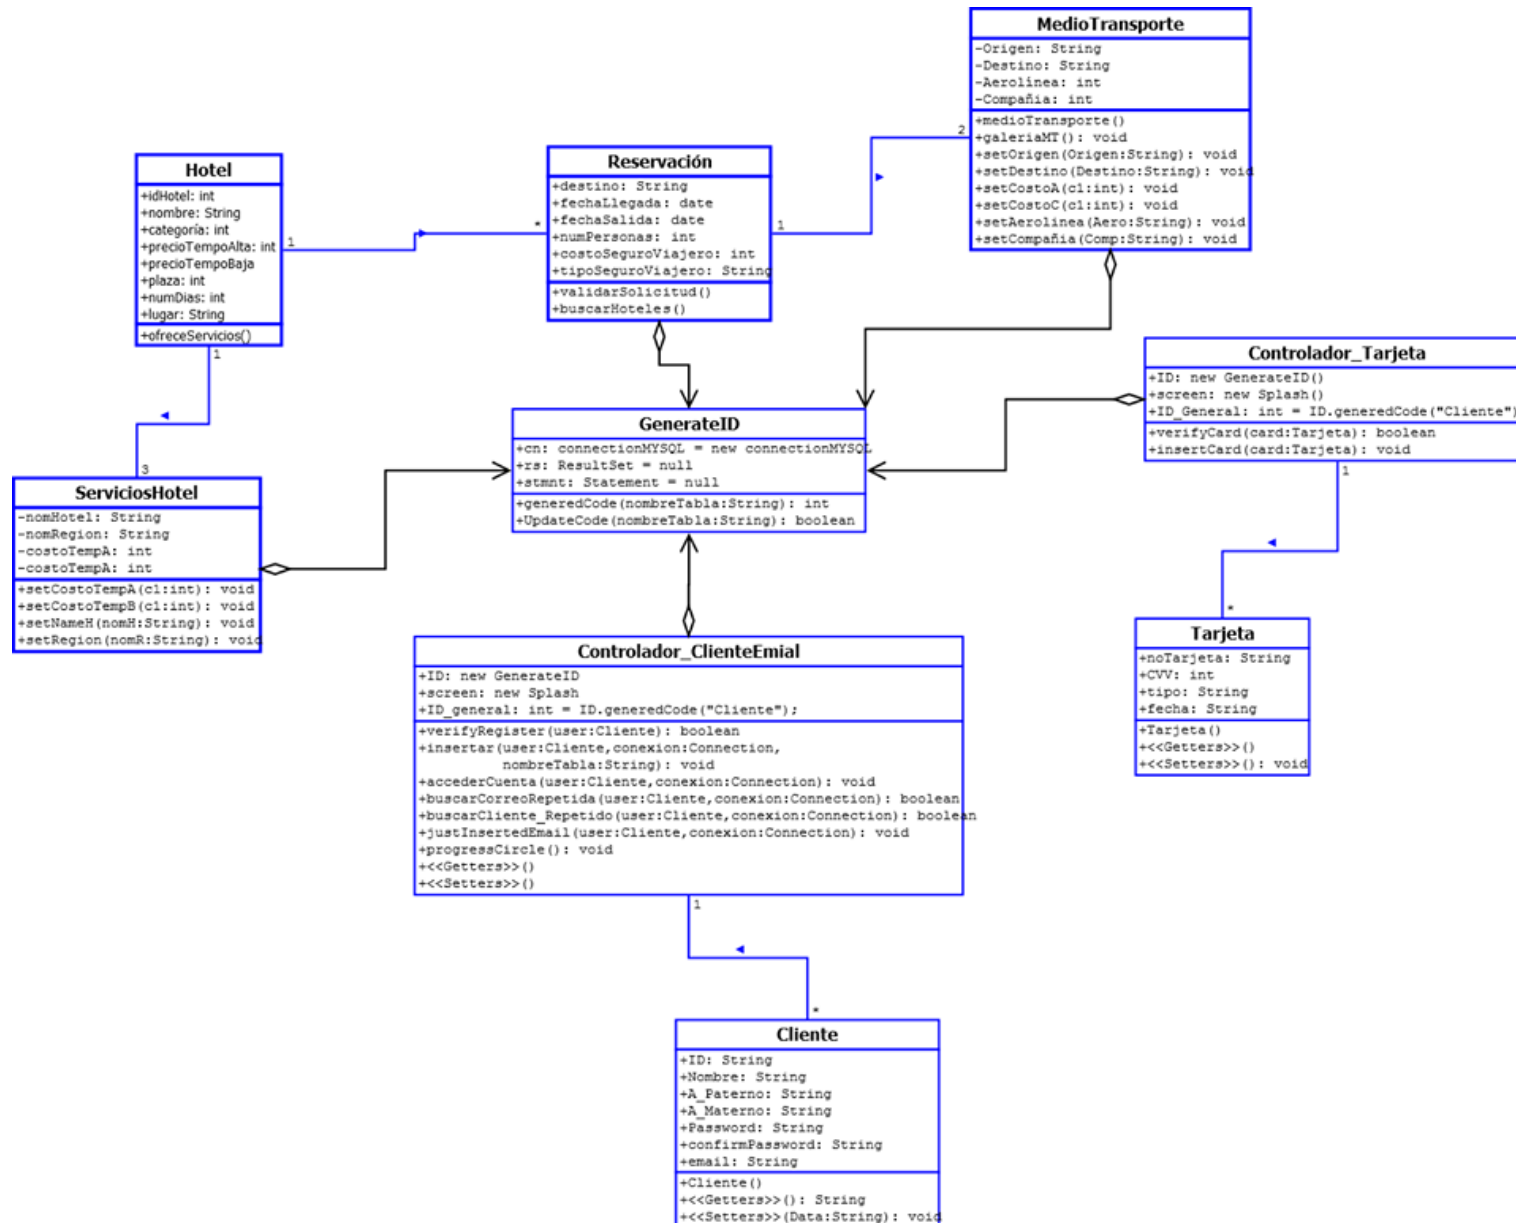 MedioTransporte
-Origen: String
-Destino: String
-Aerolínea: int
-Compañia: int
+medioTransporte()
+galeriaMT(): void
+setOrigen(Origen:String): void
+setDestino(Destino:String): void
+setCostoA(c1:int): void
+setCostoC(c1:int): void
+setAerolinea(Aero:String): void
+setCompañia(Comp:String): void
2
Hotel
+idHotel: int
+nombre: String
+categoría: int
+precioTempoAlta: int
+precioTempoBaja
+plaza: int
+numDias: int
+lugar: String
+ofreceServicios()
1
*
1
Reservación
+destino: String
+fechaLlegada: date
+fechaSalida: date
+numPersonas: int
+costoSeguroViajero: int
+tipoSeguroViajero: String
+validarSolicitud()
+buscarHoteles()
1
Controlador_Tarjeta
+ID: new GenerateID()
+screen: new Splash()
+ID_General: int = ID.generedCode("Cliente")
+verifyCard(card:Tarjeta): boolean
+insertCard(card:Tarjeta): void
1
GenerateID
+cn: connectionMYSQL = new connectionMYSQL
+rs: ResultSet = null
+stmnt: Statement = null
+generedCode(nombreTabla:String): int
+UpdateCode(nombreTabla:String): boolean
3
ServiciosHotel
-nomHotel: String
-nomRegion: String
-costoTempA: int
-costoTempA: int
+setCostoTempA(c1:int): void
+setCostoTempB(c1:int): void
+setNameH(nomH:String): void
+setRegion(nomR:String): void
*
Tarjeta
+noTarjeta: String
+CVV: int
+tipo: String
+fecha: String
+Tarjeta()
+<<Getters>>()
+<<Setters>>(): void
Controlador_ClienteEmial
+ID: new GenerateID
+screen: new Splash
+ID_general: int = ID.generedCode("Cliente");
+verifyRegister(user:Cliente): boolean
+insertar(user:Cliente,conexion:Connection,
nombreTabla:String): void
+accederCuenta(user:Cliente,conexion:Connection): void
+buscarCorreoRepetida(user:Cliente,conexion:Connection): boolean
+buscarCliente_Repetido(user:Cliente,conexion:Connection): boolean
+justInsertedEmail(user:Cliente,conexion:Connection): void
+progressCircle(): void
+<<Getters>>()
+<<Setters>>()
1
*
Cliente
+ID: String
+Nombre: String
+A_Paterno: String
+A_Materno: String
+Password: String
+confirmPassword: String
+email: String
+Cliente()
+<<Getters>>(): String
+<<Setters>>(Data:String): void